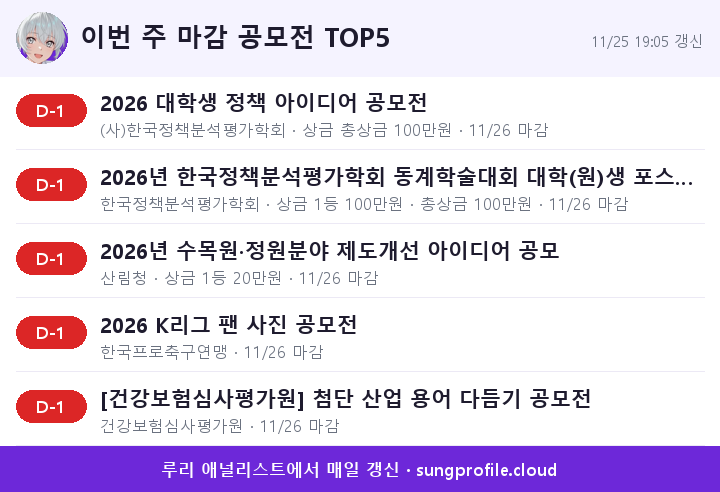 이번 주 마감 공모전 TOP5
11/25 19:05 갱신
D-1
2026 대학생 정책 아이디어 공모전
(사)한국정책분석평가학회 · 상금 총상금 100만원 · 11/26 마감
D-1
2026년 한국정책분석평가학회 동계학술대회 대학(원)생 포스…
한국정책분석평가학회 · 상금 1등 100만원 · 총상금 100만원 · 11/26 마감
D-1
2026년 수목원·정원분야 제도개선 아이디어 공모
산림청 · 상금 1등 20만원 · 11/26 마감
D-1
2026 K리그 팬 사진 공모전
한국프로축구연맹 · 11/26 마감
D-1
[건강보험심사평가원] 첨단 산업 용어 다듬기 공모전
건강보험심사평가원 · 11/26 마감
루리 애널리스트에서 매일 갱신 · sungprofile.cloud